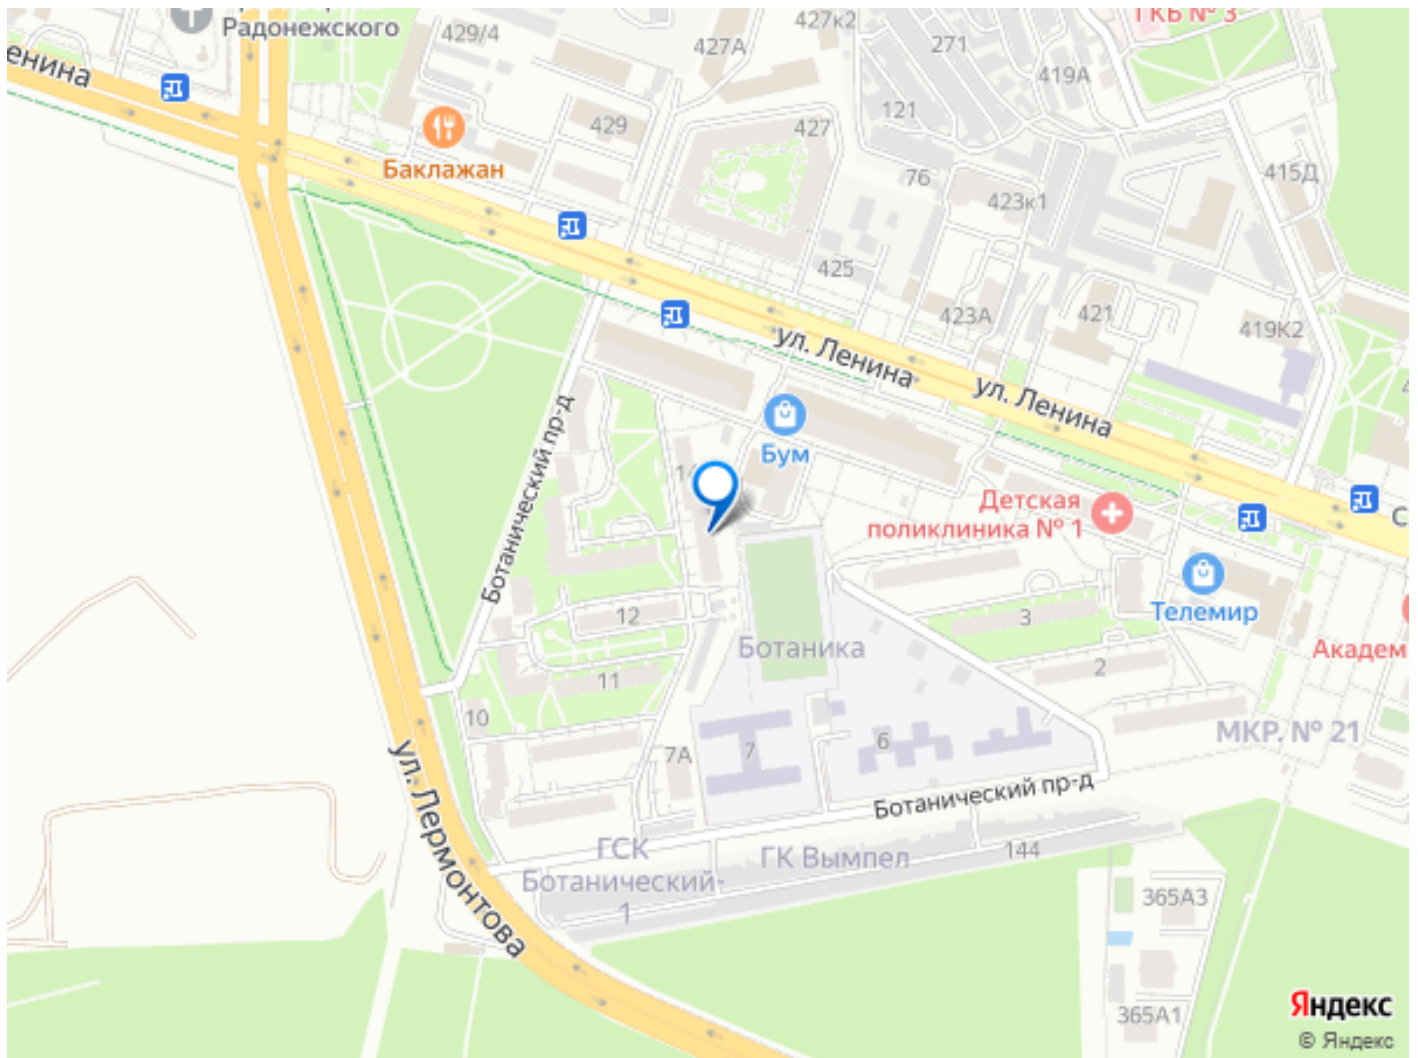 Радонежского
429/4
427А
427к2
271
ГКБ № 3
419А
121
енина
Баклажан
429
427
76
423к1
415Д
425
423А
421
419К2
ул. Ленина
ул. Ленина
Ботанический пр-д
Бум
Детская
поликлиника № 1
Телемир
12
3
Ботаника
Академ
11
2
10
МКР. № 21
7А
7
6
ул. Лермонтова
Ботанический пр-д
ГСК
Ботанический-
1
ГК Вымпел
144
365А3
365А1
Яндекс
© Яндекс